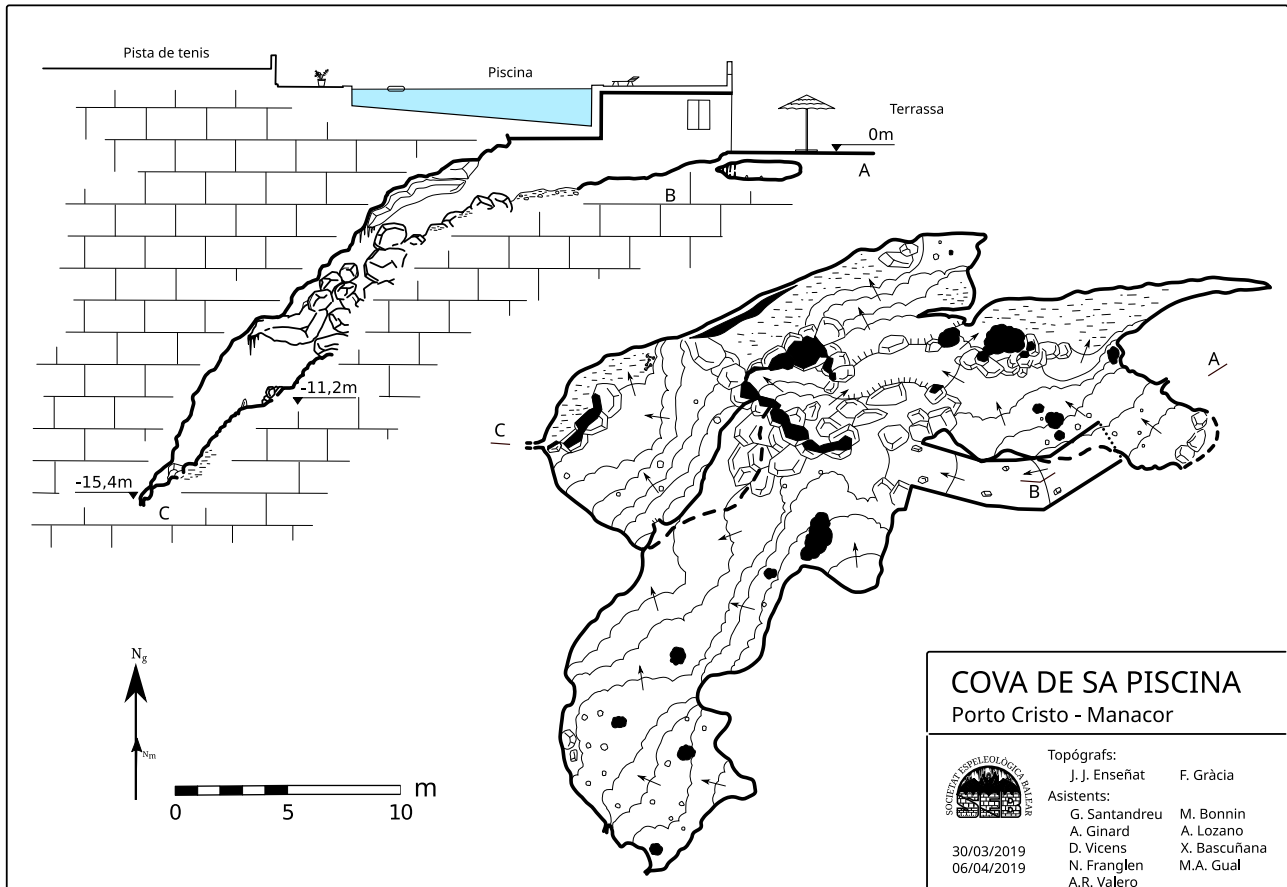 Pista de tenis
Piscina
Terrassa
0m
A
B
-11,2m
-15,4m
C
A
B
C
Ng
Nm
0 5 10 m
COVA DE SA PISCINA
Porto Cristo - Manacor
SOCIETAT ESPELEOLÒGICA BALEAR
Topógrafs:
J. J. Enseñat F. Gràcia
Asistents:
G. Santandreu M. Bonnin
A. Ginard A. Lozano
D. Vicens X. Bascuñana
N. Franglen M.A. Gual
A.R. Valero
30/03/2019
06/04/2019